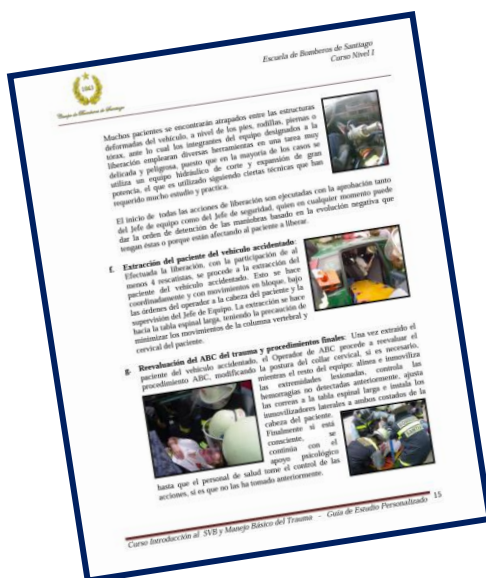 Escuela de Bomberos de Santiago
Curso Nivel 1
1863
Cuerpo de Bomberos de Santiago
Muchos pacientes se encontrarán atrapados entre las estructuras
deformadas del vehículo, a nivel de los pies, rodillas, piernas o
tórax, ante lo cual los integrantes del equipo designados a la
liberación emplearan diversas herramientas en una tarea muy
delicada y peligrosa, puesto que en la mayoría de los casos se
utiliza un equipo hidráulico de corte y expansión de gran
potencia, el que es utilizado siguiendo ciertas técnicas que han
requerido mucho estudio y practica.
El inicio de todas las acciones de liberación son ejecutadas con la aprobación tanto
del Jefe de equipo como del Jefe de seguridad, quien en cualquier momento puede
dar la orden de detención de las maniobras basado en la evolución negativa que
tengan éstas o porque están afectando al paciente a liberar.
f. Extracción del paciente del vehículo accidentado:
Efectuada la liberación, con la participación de al
menos 4 rescatistas, se procede a la extracción del
paciente del vehículo accidentado. Esto se hace
coordinadamente y con movimientos en bloque, bajo
las órdenes del operador a la cabeza del paciente y la
supervisión del Jefe de Equipo. La extracción se hace
hacia la tabla espinal larga, teniendo la precaución de
minimizar los movimientos de la columna vertebral y
cervical del paciente.
g. Reevaluación del ABC del trauma y procedimientos finales: Una vez extraído el
paciente del vehículo accidentado, el Operador de ABC procede a reevaluar el
procedimiento ABC, modificando la postura del collar cervical, si es necesario,
mientras el resto del equipo: alinea e inmoviliza
las extremidades lesionadas, controla las
hemorragias no detectadas anteriormente, ajusta
las correas a la tabla espinal larga e instala los
inmovilizadores laterales a ambos costados de la
cabeza del paciente.
Finalmente si está
consciente, se
continúa con el
apoyo psicológico
hasta que el personal de salud tome el control de las
acciones, si es que no las ha tomado anteriormente.
Curso Introducción al SVB y Manejo Básico del Trauma - Guía de Estudio Personalizado 15